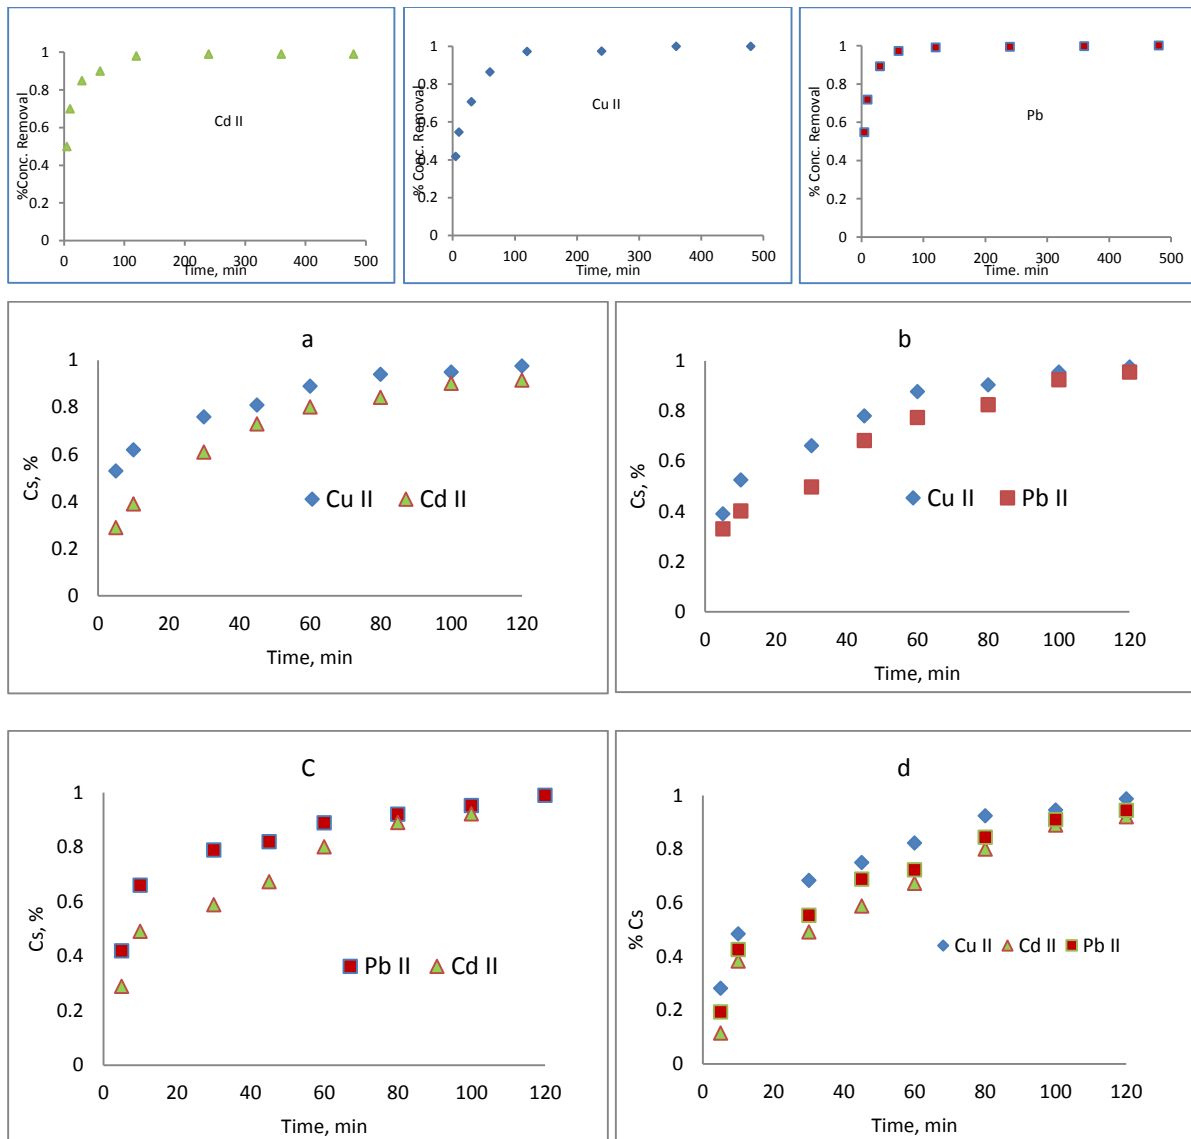 %Conc. Removal
1
0.8
0.6
0.4
0.2
0
0 100 200 300 400 500
Time, min
Cd II
% Conc. Removal
1
0.8
0.6
0.4
0.2
0
0 100 200 300 400 500
Time, min
Cu II
% Conc. Removal
1
0.8
0.6
0.4
0.2
0
0 100 200 300 400 500
Time. min
Pb
a
Cs, %
1
0.8
0.6
0.4
0.2
0
Cu II Cd II
0 20 40 60 80 100 120
Time, min
b
Cs, %
1
0.8
0.6
0.4
0.2
0
Cu II Pb II
0 20 40 60 80 100 120
Time, min
C
Cs, %
1
0.8
0.6
0.4
0.2
0
Pb II Cd II
0 20 40 60 80 100 120
Time, min
d
% Cs
1
0.8
0.6
0.4
0.2
0
Cu II Cd II Pb II
0 20 40 60 80 100 120
Time, min